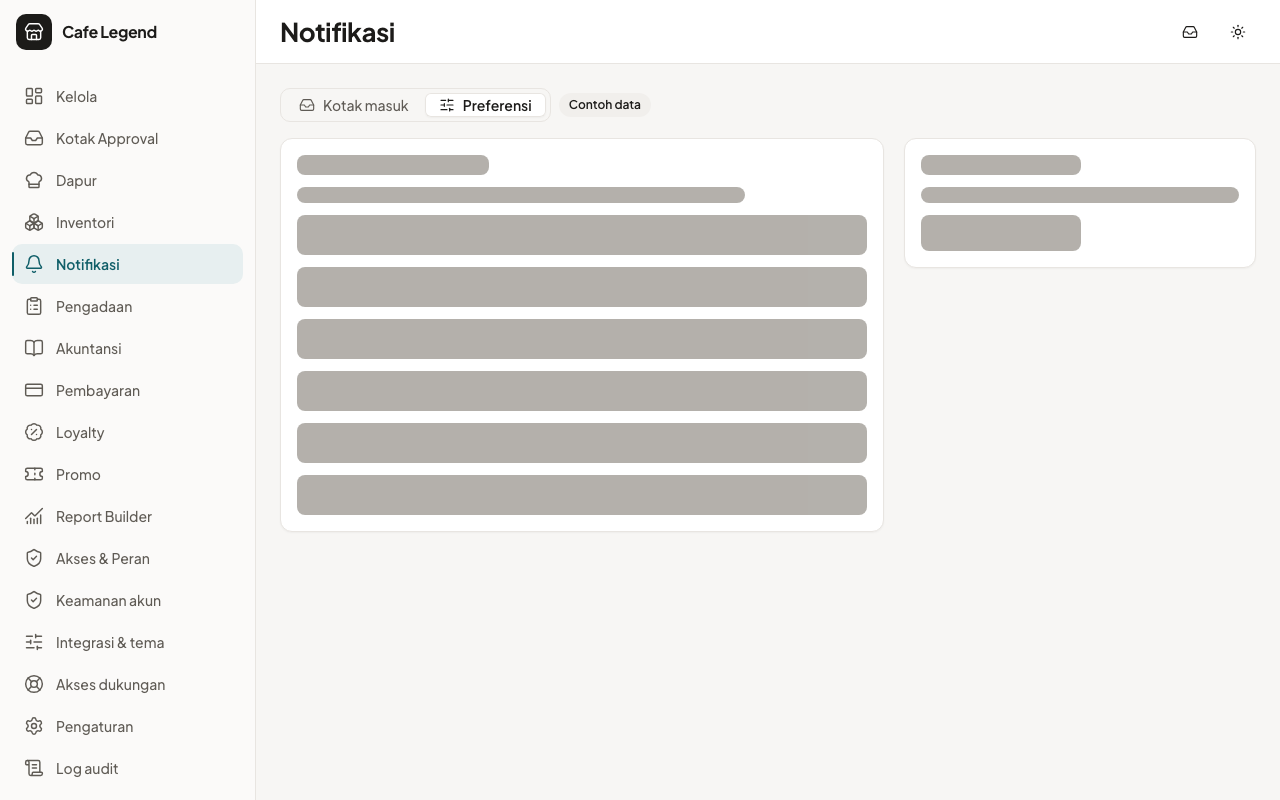 Cafe Legend
Notifikasi
Kelola
Kotak Approval
Dapur
Inventori
Notifikasi
Pengadaan
Akuntansi
Pembayaran
Loyalty
Promo
Report Builder
Akses & Peran
Keamanan akun
Integrasi & tema
Akses dukungan
Pengaturan
Log audit
Kotak masuk
Preferensi
Contoh data